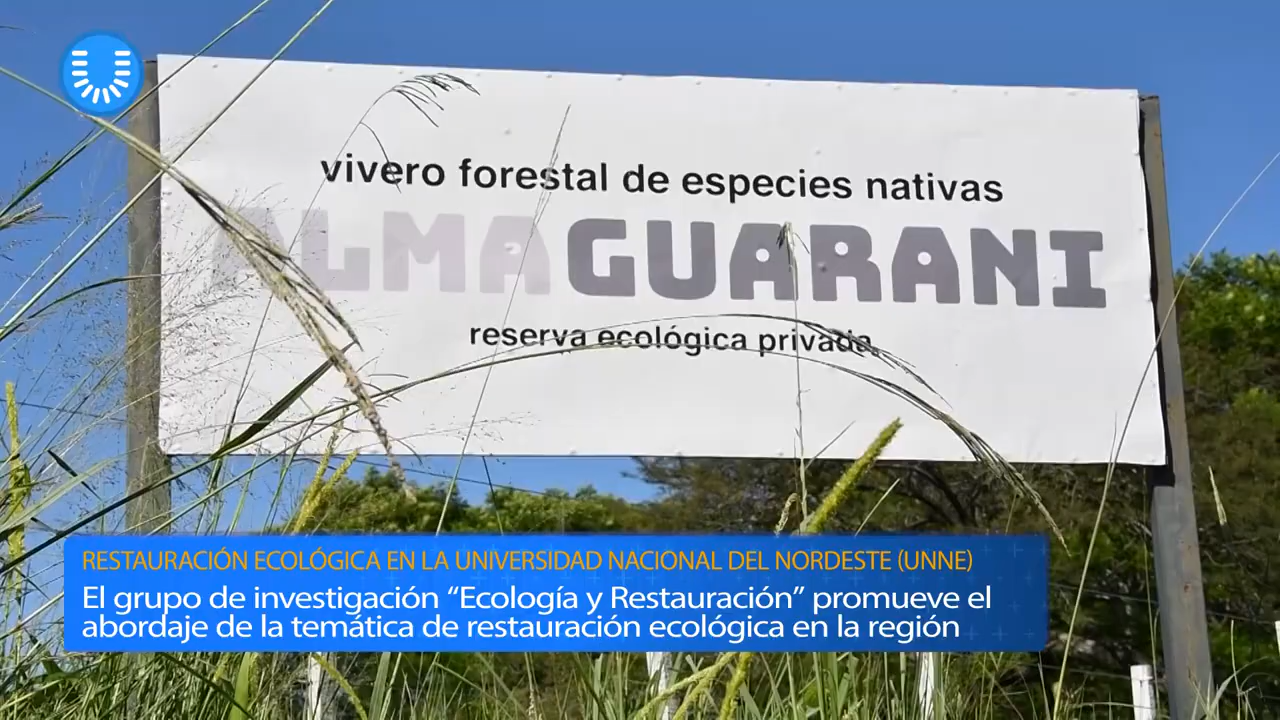 vivero forestal de especies nativas
ALMAGUARANI
reserva ecológica privada
RESTAURACIÓN ECOLÓGICA EN LA UNIVERSIDAD NACIONAL DEL NORDESTE (UNNE)
El grupo de investigación “Ecología y Restauración” promueve el
abordaje de la temática de restauración ecológica en la región